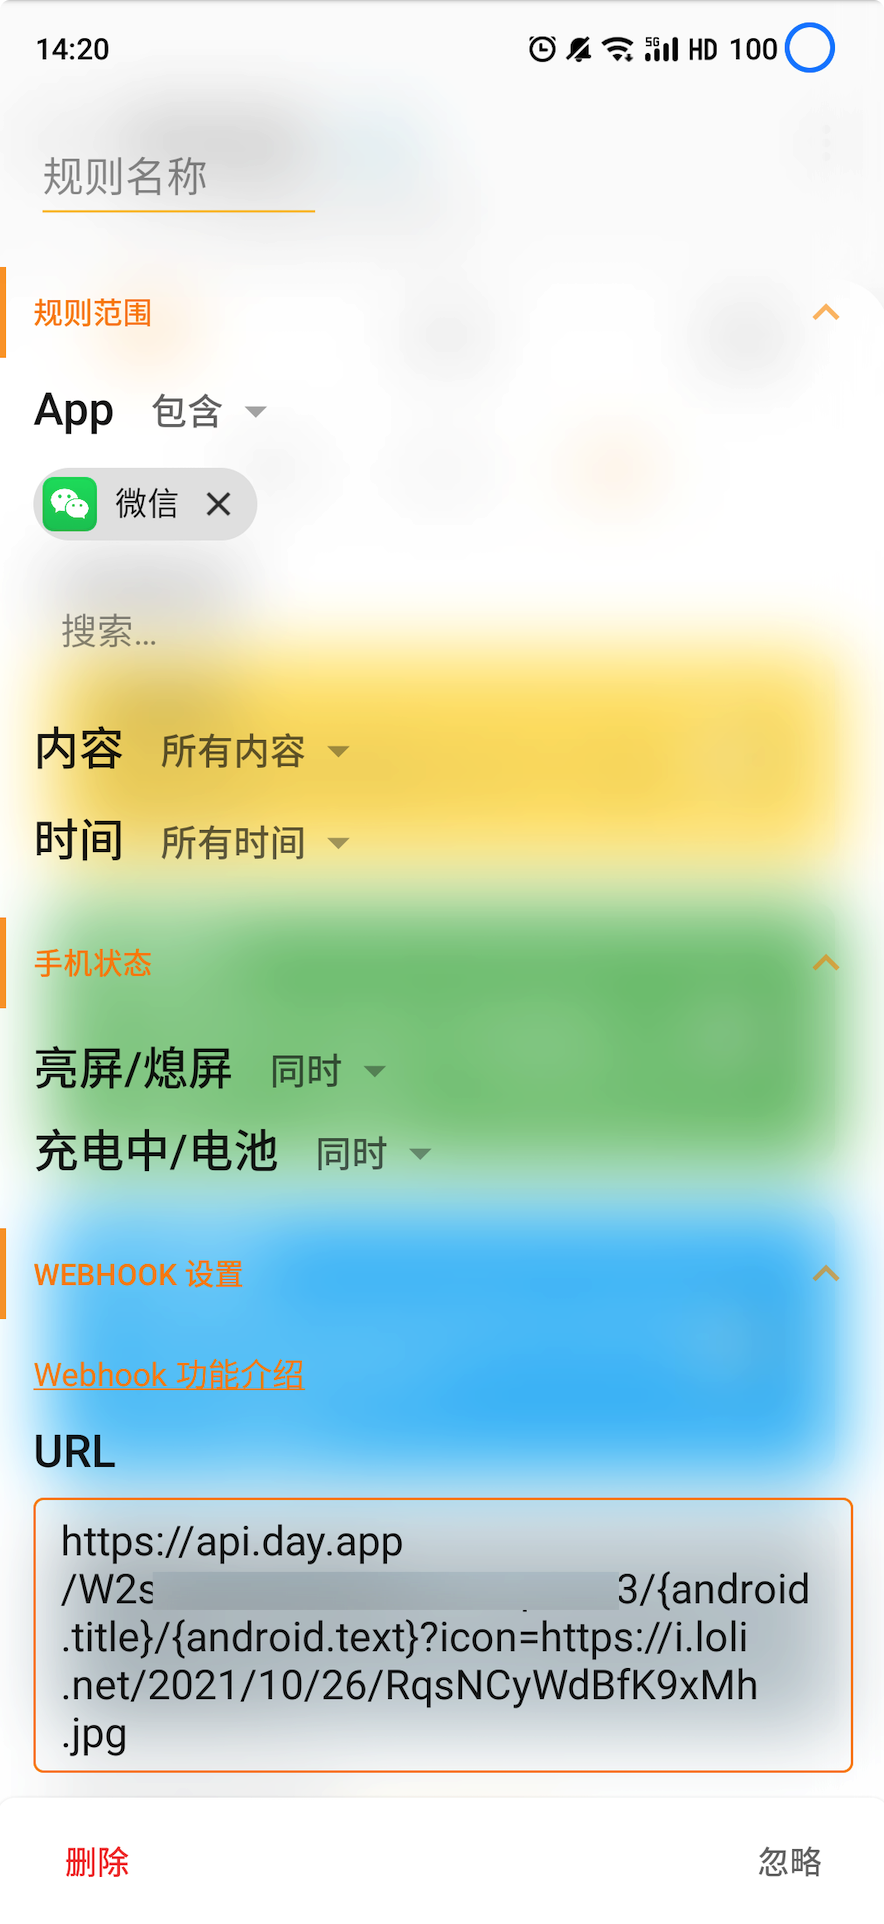 14:20 5G HD 100
规则名称
规则范围
App 包含
微信
搜索...
内容 所有内容
时间 所有时间
手机状态
亮屏/熄屏 同时
充电中/电池 同时
WEBHOOK 设置
Webhook 功能介绍
URL
https://api.day.app
/W2s 3/{android
.title}/{android.text}?icon=https://i.loli
.net/2021/10/26/RqsNCyWdBfK9xMh
.jpg
删除 忽略